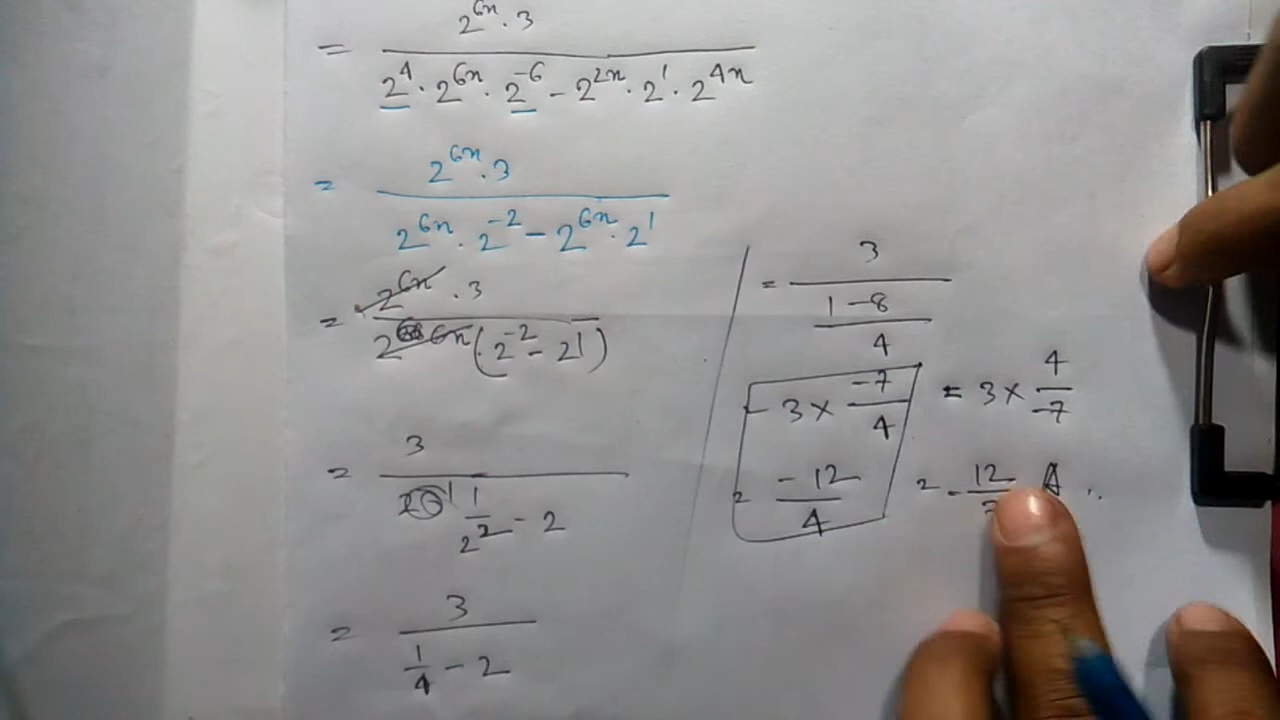 = 2^{6n} · 3 / 2^4 · 2^{6n} · 2^{-6} - 2^{2n} · 2^1 · 2^{4n}
= 2^{6n} · 3 / 2^{6n} · 2^{-2} - 2^{6n} · 2^1
= 2^{6n} · 3 / 2^{6n} (2^{-2} - 2^1)
= 3 / 1/2^2 - 2
= 3 / 1/4 - 2
= 3 / 1-8/4
- 3 × -7/4
= -12/4
= 3 × 4/-7
= -12/7